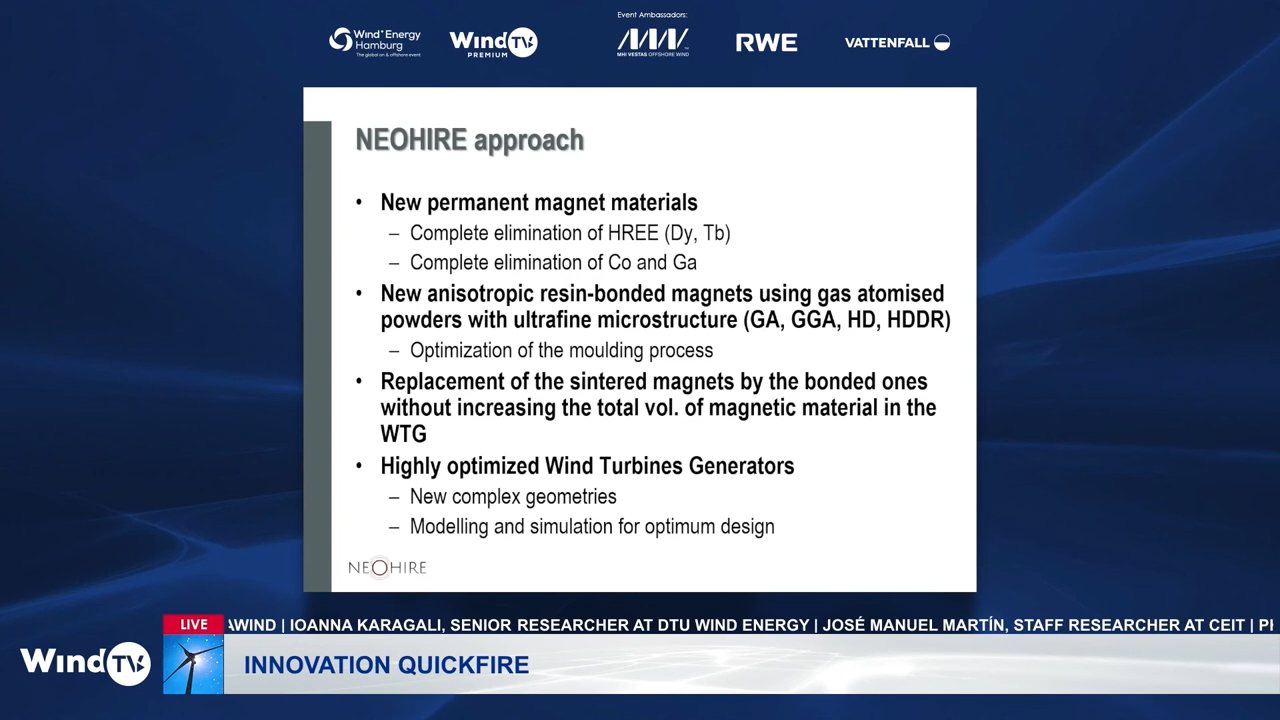 Event Ambassadors:
Wind Energy
Hamburg
The global on & offshore event
WindTV
PREMIUM
MHI VESTAS OFFSHORE WIND
RWE
VATTENFALL
NEOHIRE approach
• New permanent magnet materials
– Complete elimination of HREE (Dy, Tb)
– Complete elimination of Co and Ga
• New anisotropic resin-bonded magnets using gas atomised
powders with ultrafine microstructure (GA, GGA, HD, HDDR)
– Optimization of the moulding process
• Replacement of the sintered magnets by the bonded ones
without increasing the total vol. of magnetic material in the
WTG
• Highly optimized Wind Turbines Generators
– New complex geometries
– Modelling and simulation for optimum design
NEOHIRE
LIVE
WIND | IOANNA KARAGALI, SENIOR RESEARCHER AT DTU WIND ENERGY | JOSÉ MANUEL MARTÍN, STAFF RESEARCHER AT CEIT |
WindTV
INNOVATION QUICKFIRE